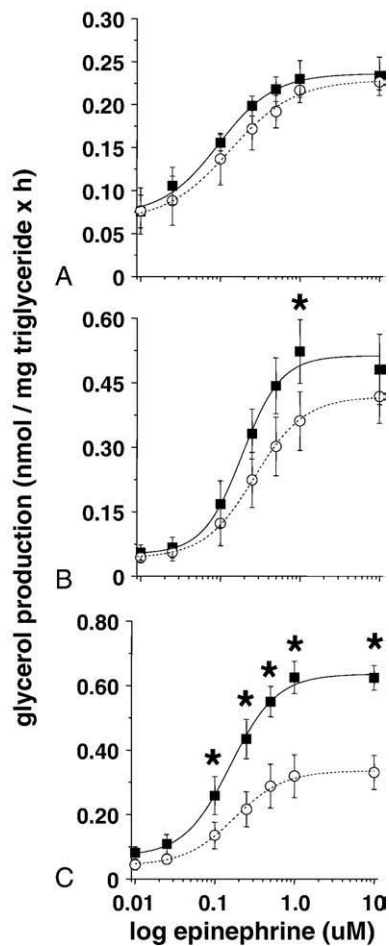 glycerol production (nmol / mg triglyceride x h)
0.30
0.25
0.20
0.15
0.10
0.05
0
A
0.60
*
0.45
0.30
0.15
0
B
0.80
* * * * *
0.60
0.40
0.20
0
C
0.01 0.1 1.0 10
log epinephrine (uM)